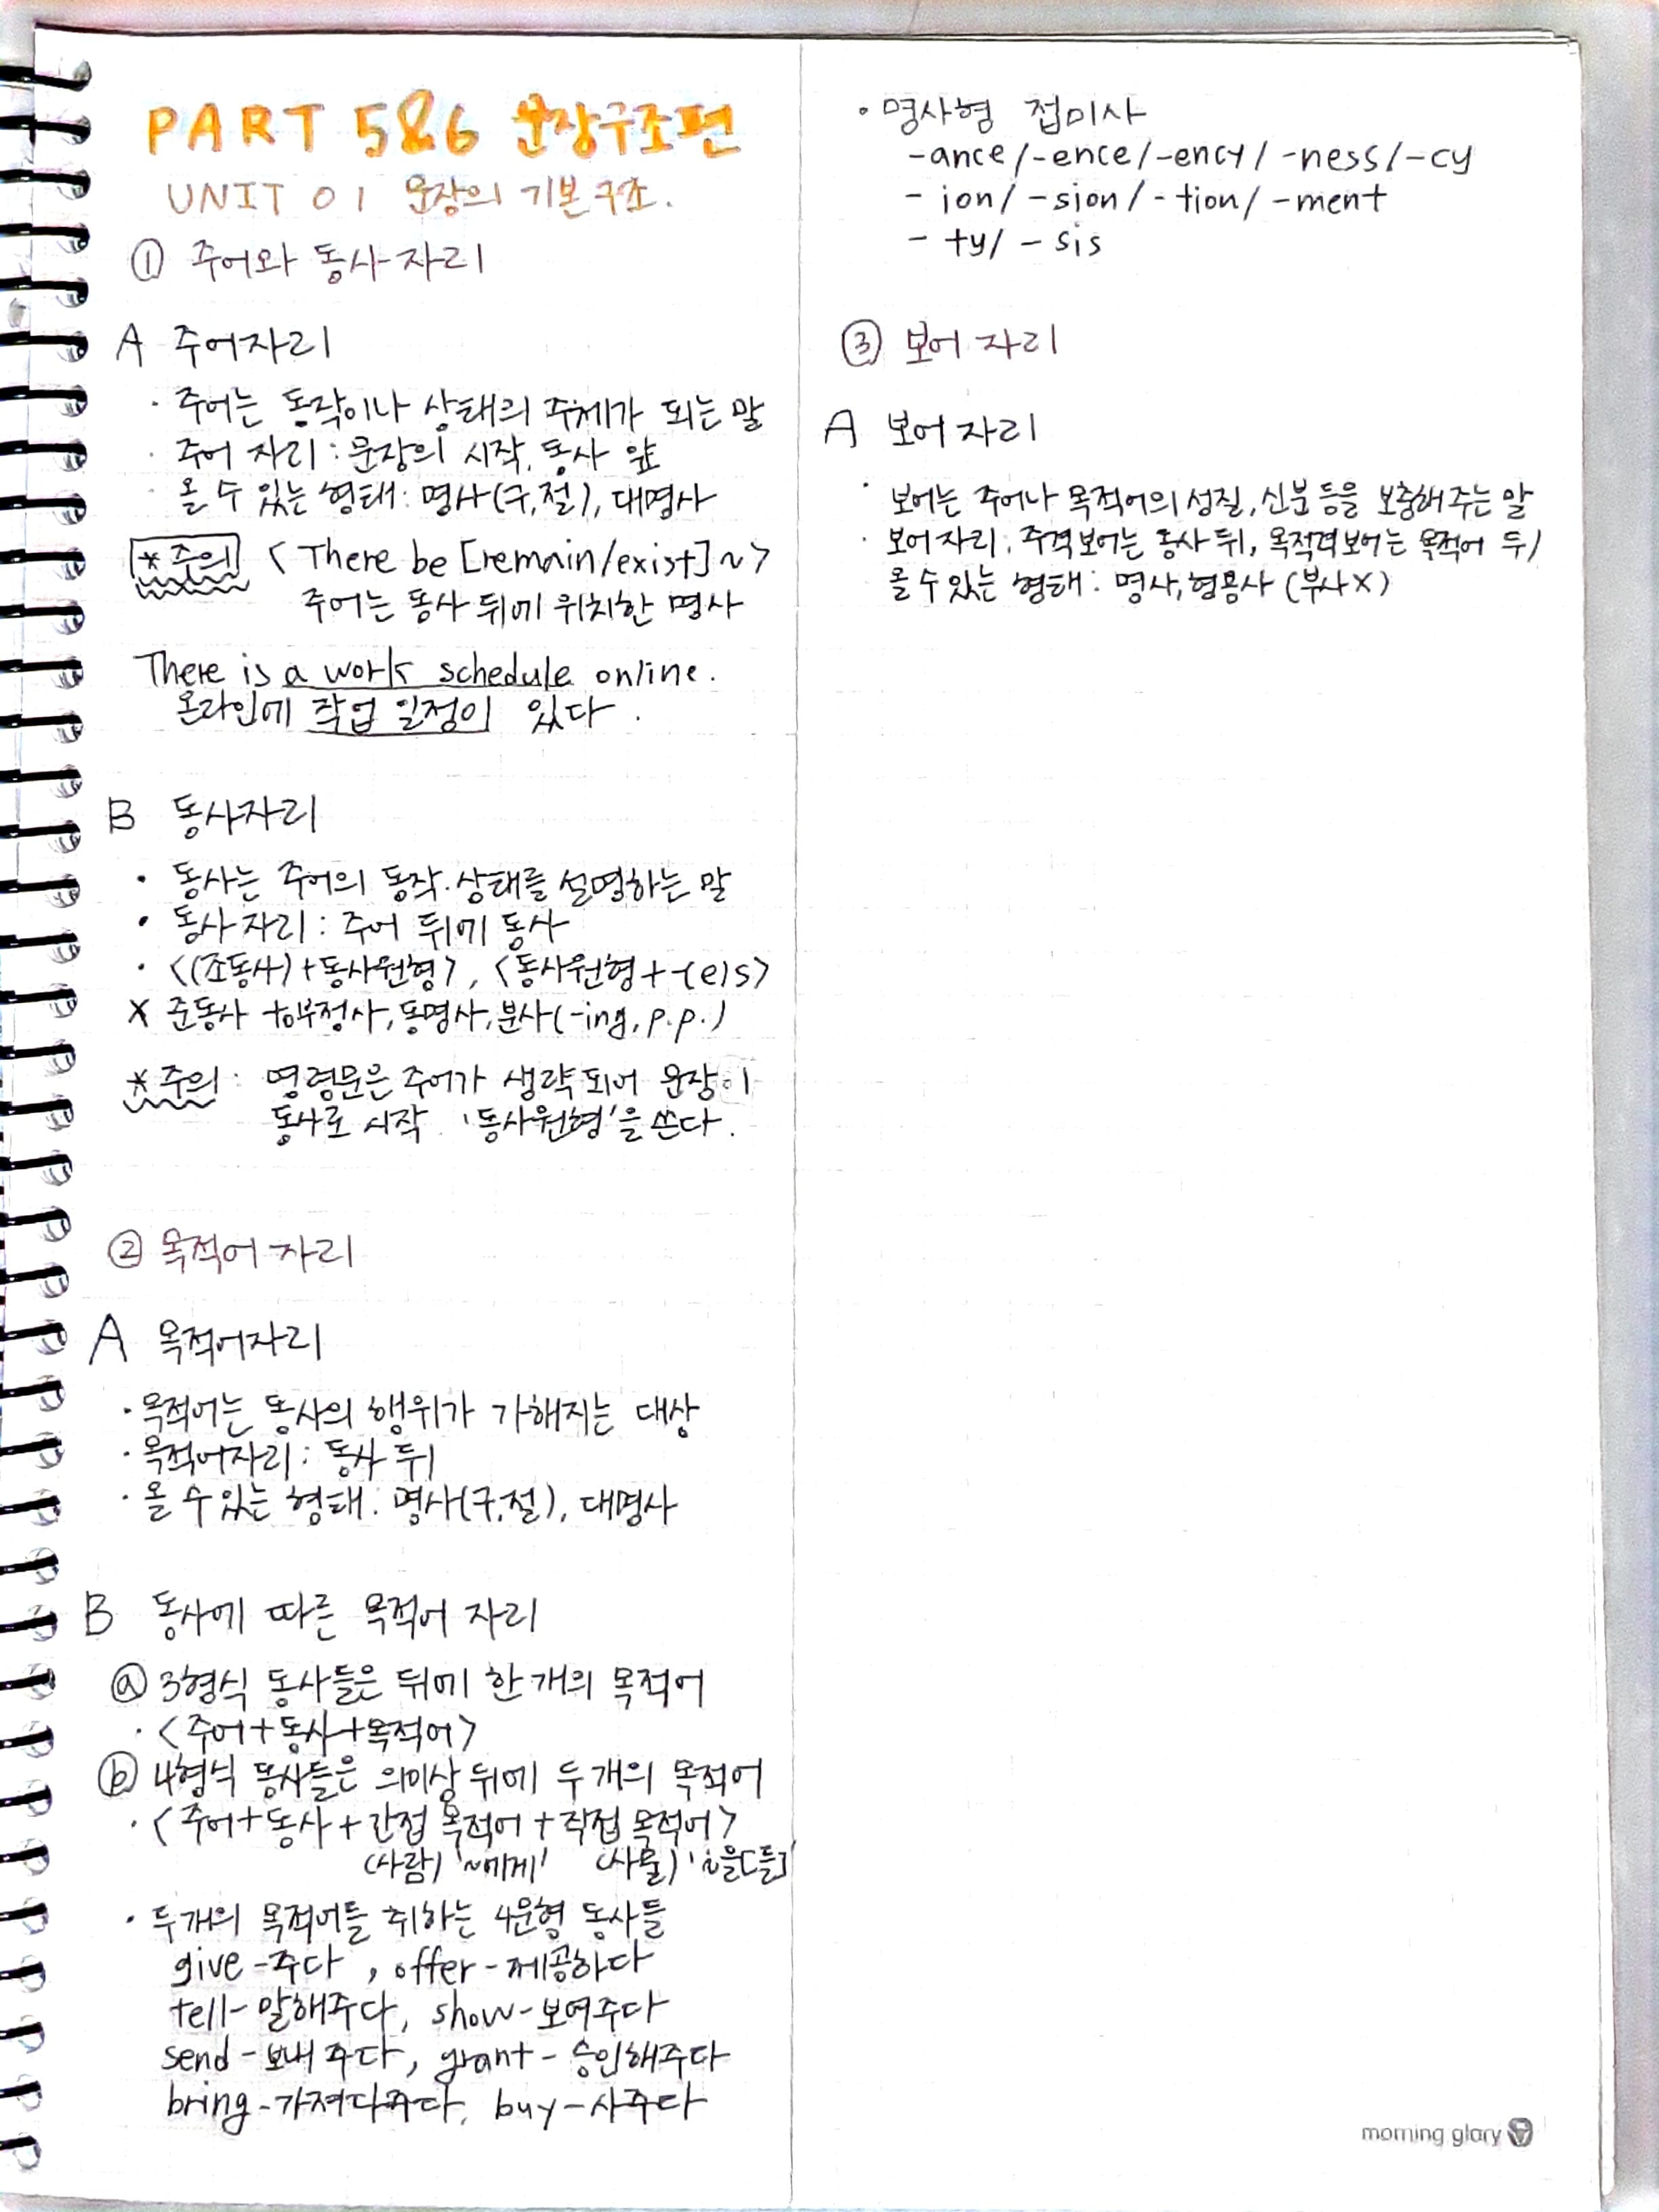 PART 5&6 문장구조편
UNIT 01 문장의 기본구조.
① 주어와 동사 자리
A 주어자리
· 주어는 동작이나 상태의 주체가 되는 말
· 주어 자리 : 문장의 시작, 동사 앞
· 올 수 있는 형태: 명사(구,절), 대명사
*주의 < There be [remain/exist] ~ >
주어는 동사 뒤에 위치한 명사
There is a work schedule online.
온라인에 작업 일정이 있다.
B 동사자리
· 동사는 주어의 동작·상태를 설명하는 말
· 동사 자리 : 주어 뒤에 동사
· <(조동사)+동사원형>, <동사원형+-(e)s>
X 준동사 to부정사, 동명사, 분사(-ing, p.p.)
*주의 : 명령문은 주어가 생략되어 문장이
동사로 시작. '동사원형'을 쓴다.
② 목적어 자리
A 목적어자리
· 목적어는 동사의 행위가 가해지는 대상
· 목적어자리 : 동사 뒤
· 올 수 있는 형태: 명사(구,절), 대명사
B 동사에 따른 목적어 자리
ⓐ 3형식 동사들은 뒤에 한 개의 목적어
· <주어+동사+목적어>
ⓑ 4형식 동사들은 의미상 뒤에 두 개의 목적어
· <주어+동사+간접 목적어+직접 목적어>
(사람) '~에게' (사물) '~을[를]'
· 두개의 목적어를 취하는 4문형 동사들
give-주다, offer-제공하다
tell-말해주다, show-보여주다
send-보내주다, grant-승인해주다
bring-가져다주다, buy-사주다
· 명사형 접미사
-ance/-ence/-ency/-ness/-cy
-ion/-sion/-tion/-ment
-ty/-sis
③ 보어 자리
A 보어 자리
· 보어는 주어나 목적어의 성질, 신분 등을 보충해 주는 말
· 보어 자리 : 주격보어는 동사 뒤, 목적격보어는 목적어 뒤
올 수 있는 형태: 명사, 형용사 (부사X)
morning glory